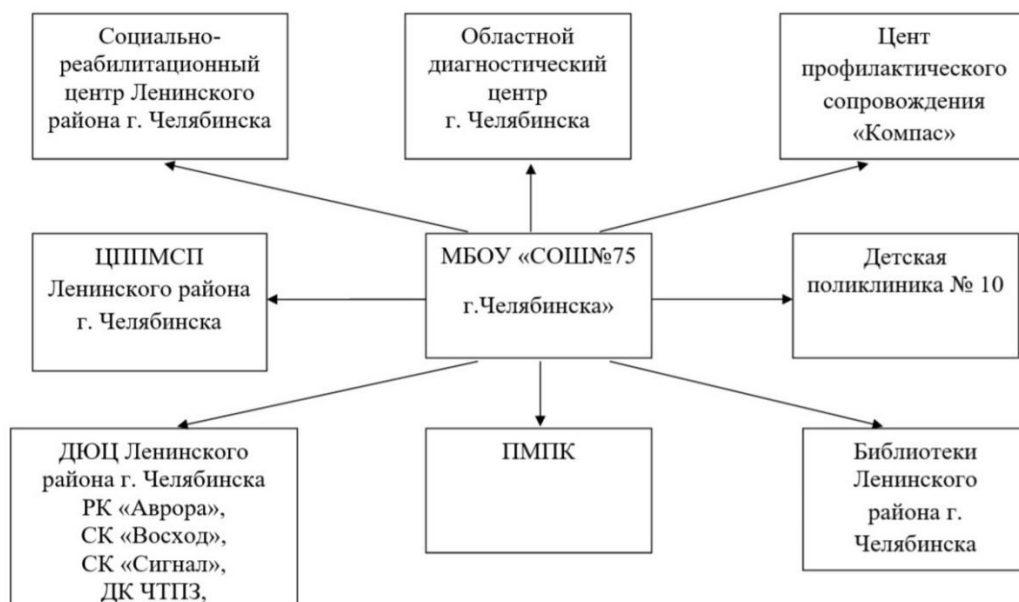 Социально-
реабилитационный
центр Ленинского
района г. Челябинска
Областной
диагностический
центр
г. Челябинска
Цент
профилактического
сопровождения
«Компас»
ЦППМСП
Ленинского района
г. Челябинска
МБОУ «СОШ№75
г.Челябинска»
Детская
поликлиника № 10
ДЮЦ Ленинского
района г. Челябинска
РК «Аврора»,
СК «Восход»,
СК «Сигнал»,
ДК ЧТПЗ,
ПМПК
Библиотеки
Ленинского
района г.
Челябинска